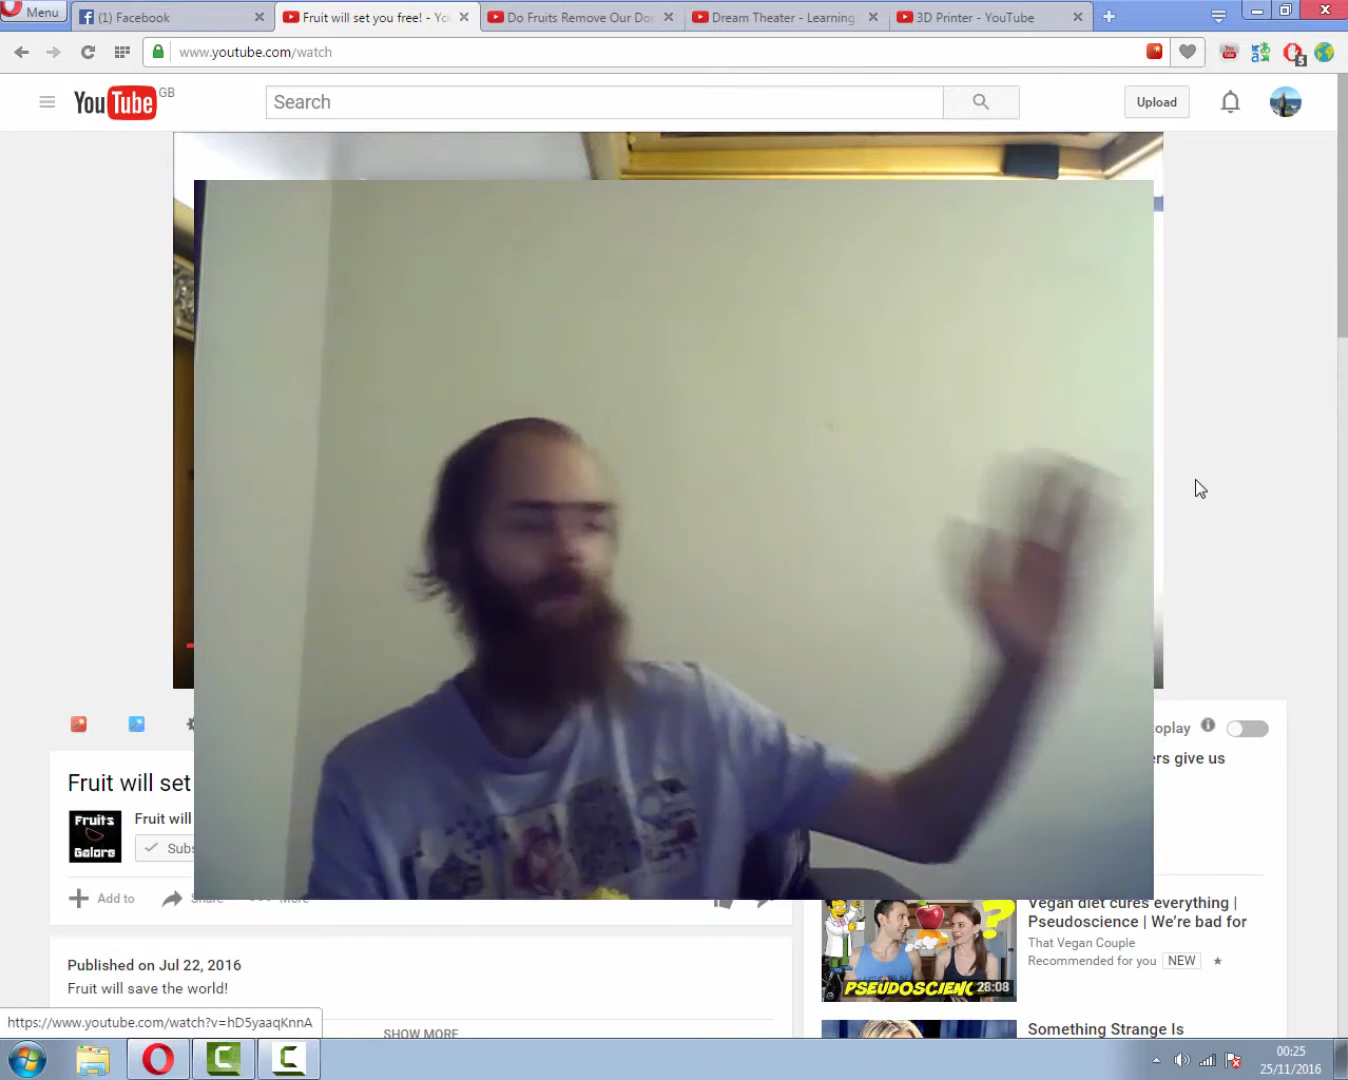 Menu
(1) Facebook
Fruit will set you free! - Yo
Do Fruits Remove Our Do
Dream Theater - Learning
3D Printer - YouTube
www.youtube.com/watch
5
YouTube GB
Search
Upload
oplay
ers give us
Fruit will set
Fruits
Galore
Fruit will
Subs
Add to
Share
More
Vegan diet cures everything |
Pseudoscience | We're bad for
That Vegan Couple
Recommended for you NEW
PSEUDOSCIENC
28:08
Published on Jul 22, 2016
Fruit will save the world!
Something Strange Is
https://www.youtube.com/watch?v=hD5yaaqKnnA
SHOW MORE
00:25
25/11/2016